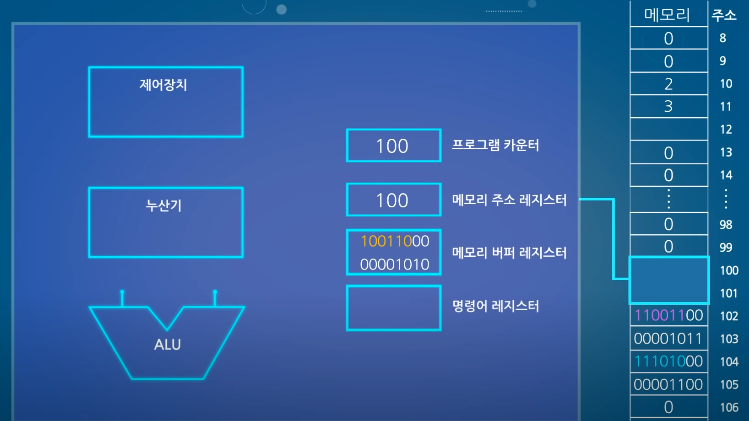 제어장치
누산기
ALU
100 프로그램 카운터
100 메모리 주소 레지스터
10011000
00001010
메모리 버퍼 레지스터
명령어 레지스터
메모리 주소
0 8
0 9
2 10
3 11
12
0 13
0 14
⋮ ⋮
0 98
0 99
100
101
11001100 102
00001011 103
11101000 104
00001100 105
0 106